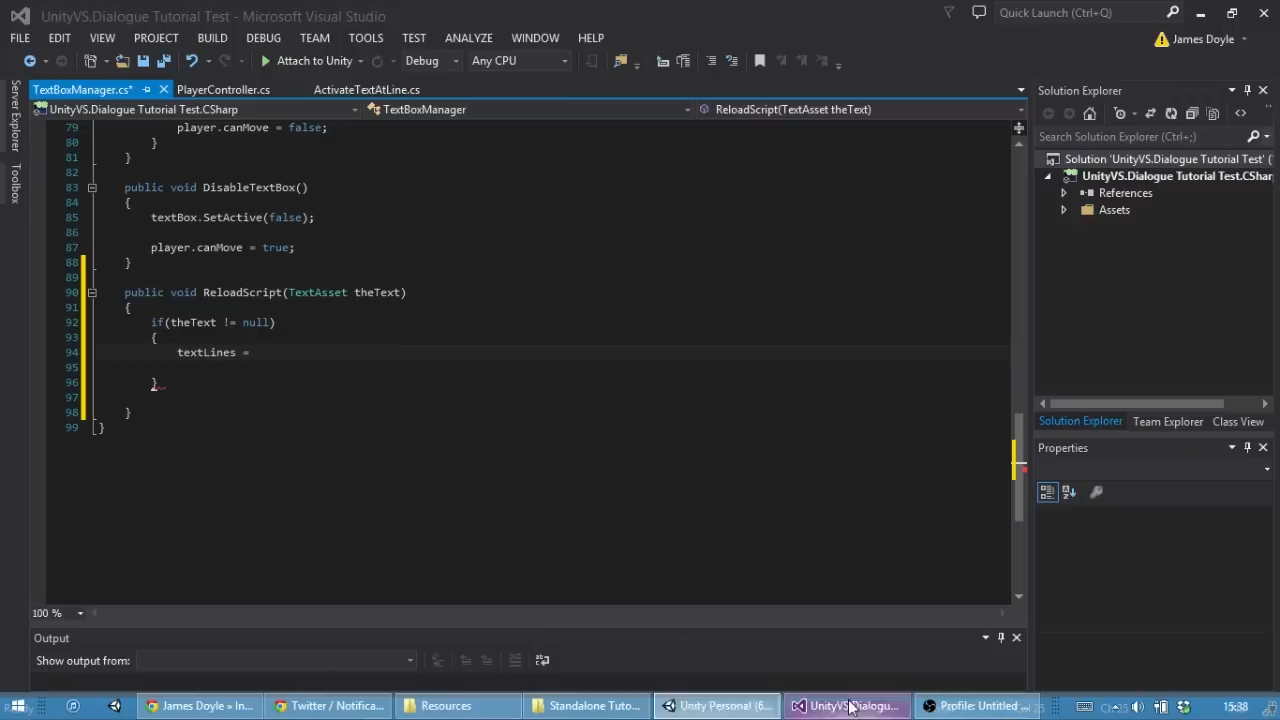 UnityVS.Dialogue Tutorial Test - Microsoft Visual Studio
Quick Launch (Ctrl+Q)
FILE EDIT VIEW PROJECT BUILD DEBUG TEAM TOOLS TEST ANALYZE WINDOW HELP
James Doyle
Attach to Unity Debug Any CPU
Server Explorer
Toolbox
TextBoxManager.cs* PlayerController.cs ActivateTextAtLine.cs
UnityVS.Dialogue Tutorial Test.CSharp TextBoxManager ReloadScript(TextAsset theText)
79 player.canMove = false;
80 }
81 }
82
83 public void DisableTextBox()
84 {
85 textBox.SetActive(false);
86
87 player.canMove = true;
88 }
89
90 public void ReloadScript(TextAsset theText)
91 {
92 if(theText != null)
93 {
94 textLines =
95
96 }
97
98 }
99 }
100 %
Output
Show output from:
Solution Explorer
Search Solution Explorer (Ctrl+;)
Solution 'UnityVS.Dialogue Tutorial Test' (
UnityVS.Dialogue Tutorial Test.CShar
References
Assets
Solution Explorer Team Explorer Class View
Properties
James Doyle » In... Twitter / Notificat... Resources Standalone Tuto... Unity Personal (6... UnityVS.Dialogu... Profile: Untitled ... 15:38